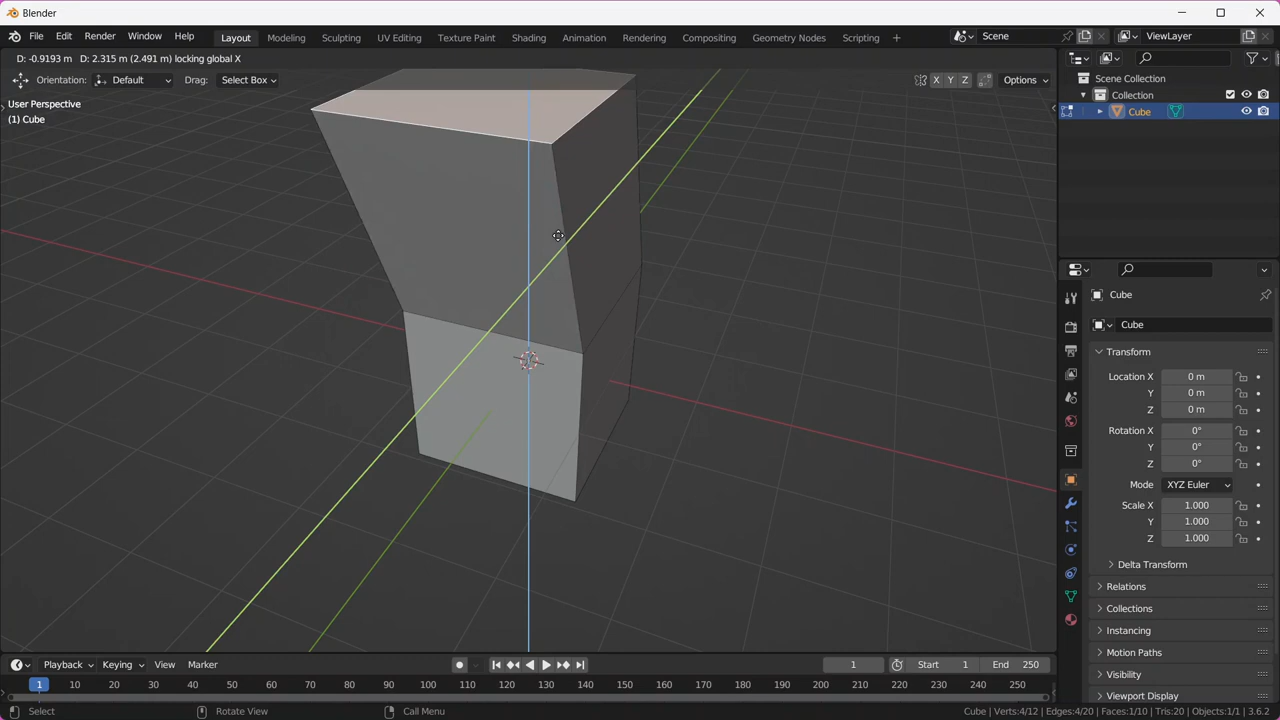 Blender
File Edit Render Window Help Layout Modeling Sculpting UV Editing Texture Paint Shading Animation Rendering Compositing Geometry Nodes Scripting + Scene ViewLayer
D: -0.9193 m D: 2.315 m (2.491 m) locking global X
Orientation: Default Drag: Select Box X Y Z Options
User Perspective
(1) Cube
Scene Collection
Collection
Cube
Cube
Cube
Transform
Location X 0 m
Y 0 m
Z 0 m
Rotation X 0°
Y 0°
Z 0°
Mode XYZ Euler
Scale X 1.000
Y 1.000
Z 1.000
Delta Transform
Relations
Collections
Instancing
Motion Paths
Visibility
Viewport Display
Playback Keying View Marker 1 Start 1 End 250
1 10 20 30 40 50 60 70 80 90 100 110 120 130 140 150 160 170 180 190 200 210 220 230 240 250
Select Rotate View Call Menu Cube | Verts:4/12 | Edges:4/20 | Faces:1/10 | Tris:20 | Objects:1/1 | 3.6.2